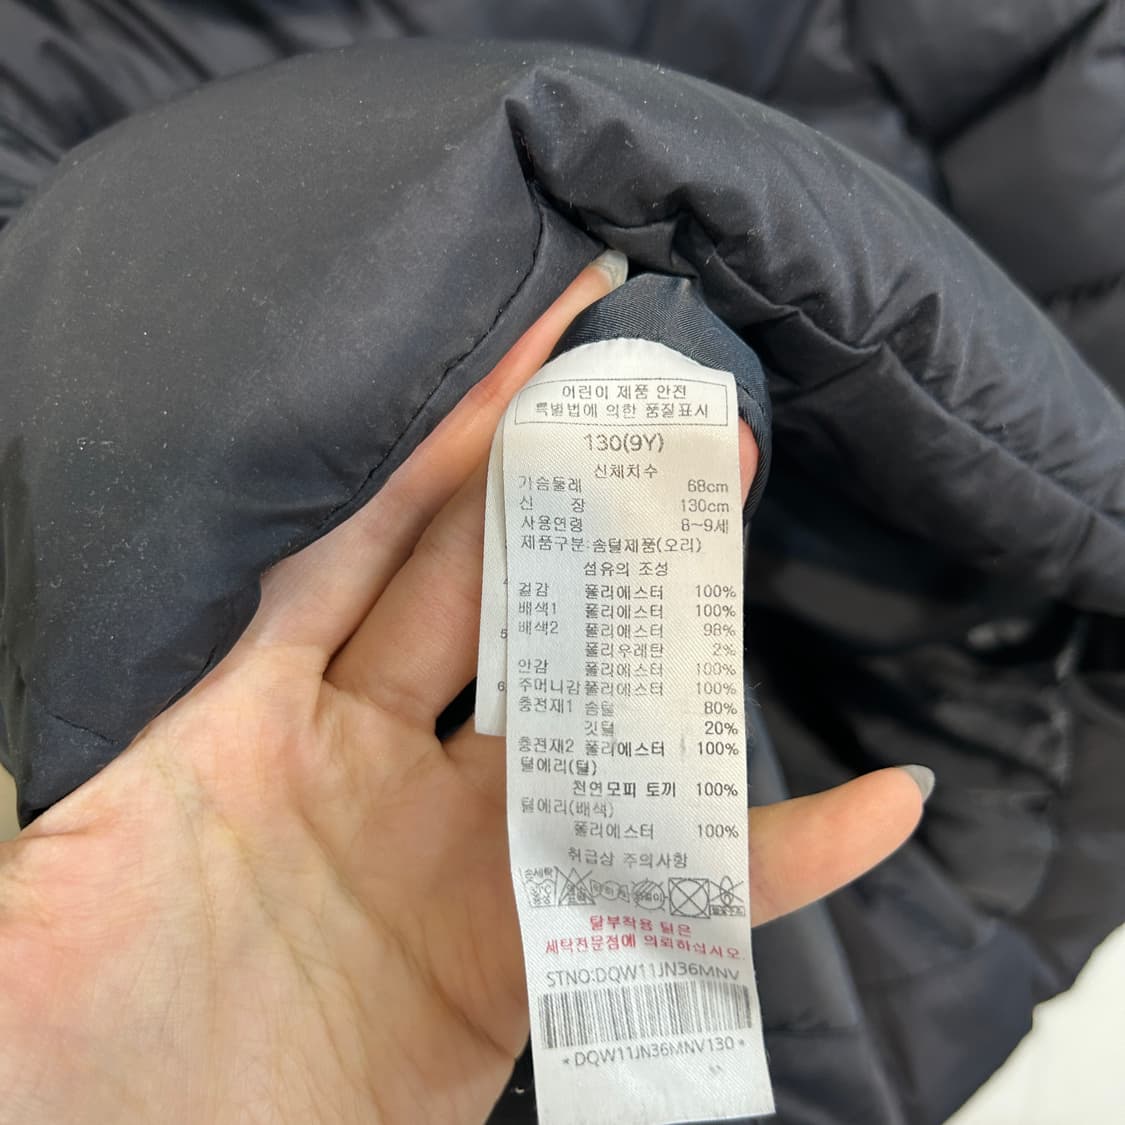 어린이 제품 안전
특별법에 의한 품질표시
130(9Y)
신체치수
가슴둘레 68cm
신 장 130cm
사용연령 8~9세
제품구분:솜털제품(오리)
섬유의 조성
겉감 폴리에스터 100%
배색1 폴리에스터 100%
배색2 폴리에스터 98%
폴리우레탄 2%
안감 폴리에스터 100%
주머니감 폴리에스터 100%
충전재1 솜털 80%
깃털 20%
충전재2 폴리에스터 100%
털에리(털)
천연모피 토끼 100%
털에리(배색)
폴리에스터 100%
취급상 주의사항
손세탁
탈부착용 털은
세탁전문점에 의뢰하십시오.
STNO:DQW11JN36MNV
*DQW11JN36MNV130*
5
6